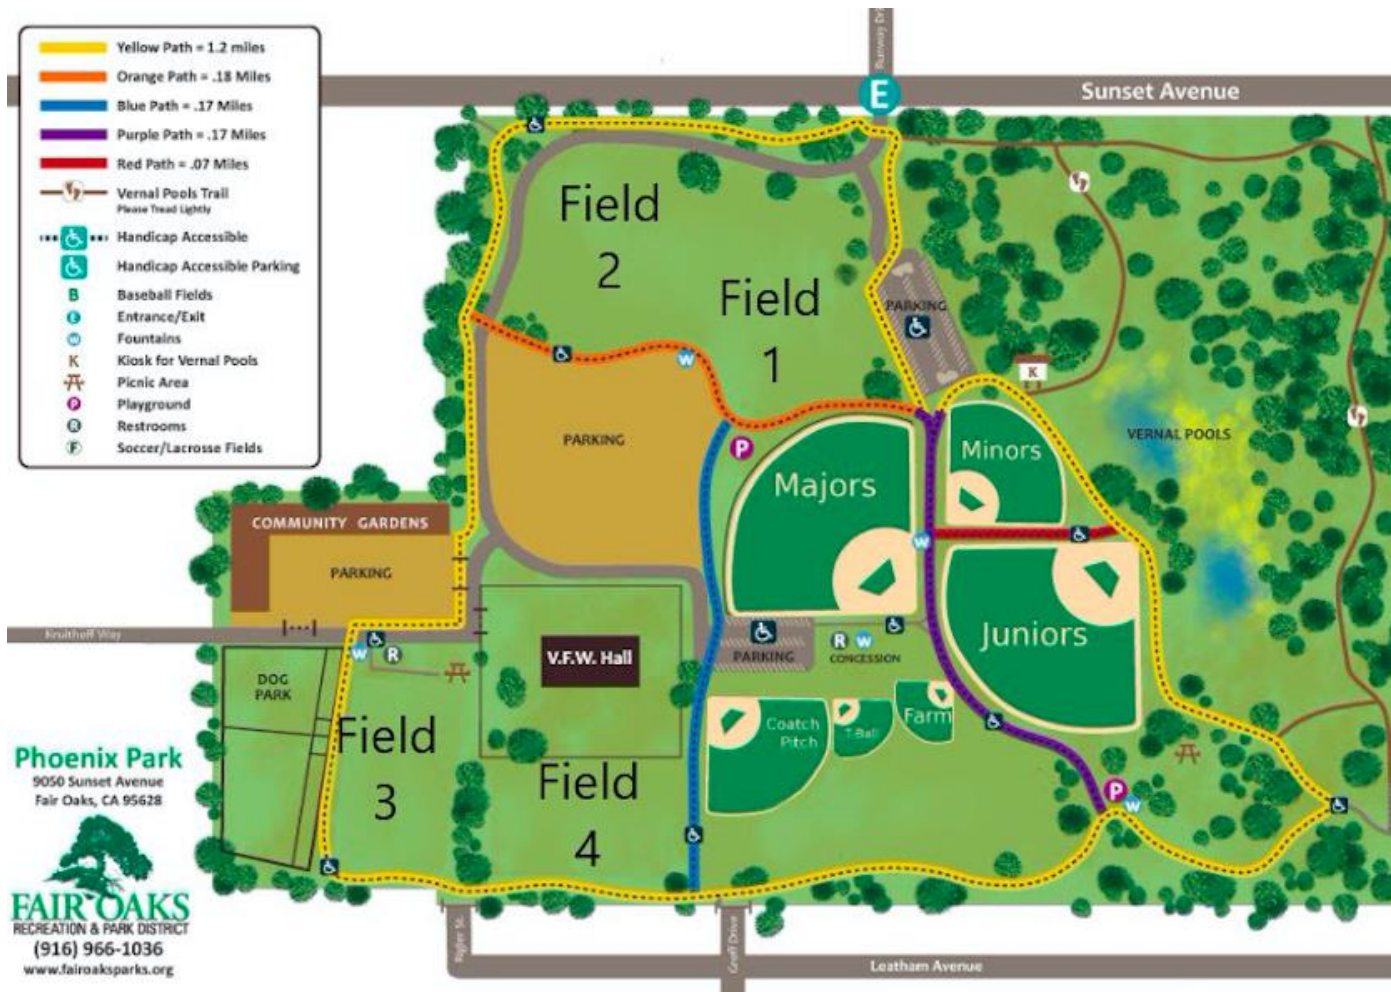 Yellow Path = 1.2 miles
Orange Path = .18 Miles
Blue Path = .17 Miles
Purple Path = .17 Miles
Red Path = .07 Miles
Vernal Pools Trail
Please Tread Lightly
Handicap Accessible
Handicap Accessible Parking
B Baseball Fields
E Entrance/Exit
W Fountains
K Kiosk for Vernal Pools
Picnic Area
P Playground
R Restrooms
F Soccer/Lacrosse Fields
E
Sunset Avenue
Field
2
Field
1
PARKING
W
K
PARKING
P
Majors
Minors
VERNAL POOLS
COMMUNITY GARDENS
PARKING
W
Juniors
Kruithoff Way
W
R
V.F.W. Hall
PARKING
R W
CONCESSION
DOG
PARK
Field
3
Coatch
Pitch
T-Ball
Farm
Field
4
P
W
Phoenix Park
9050 Sunset Avenue
Fair Oaks, CA 95628
FAIR OAKS
RECREATION & PARK DISTRICT
(916) 966-1036
www.fairoaksparks.org
Geoff Drive
Leatham Avenue